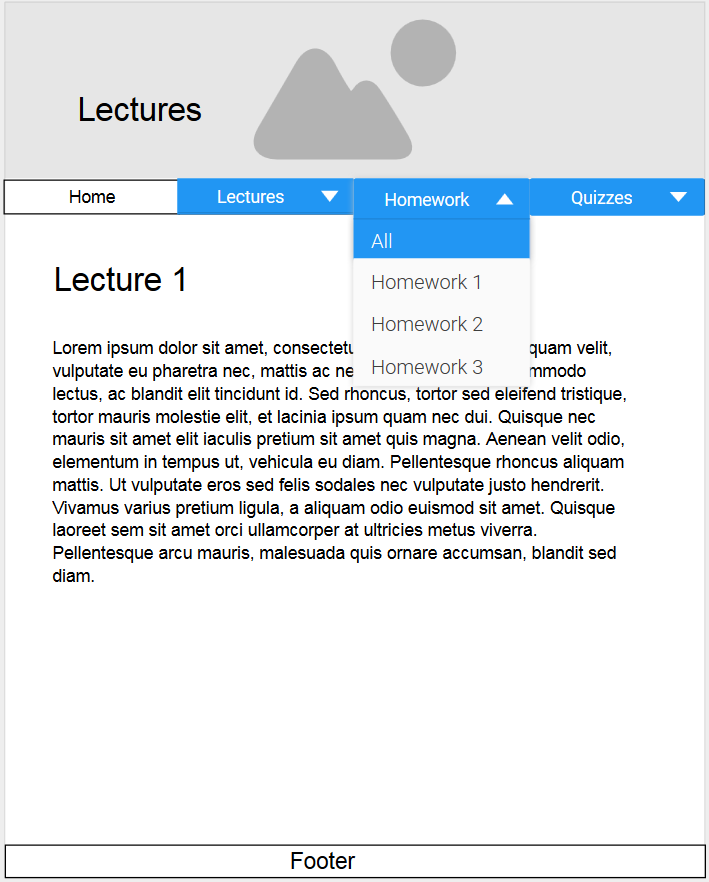 Lectures
Home Lectures Homework Quizzes
All
Homework 1
Homework 2
Homework 3
Lecture 1
Lorem ipsum dolor sit amet, quam velit,
vulputate eu pharetra nec, mattis ac
lectus, ac blandit elit tincidunt id. Sed rhoncus, tortor sed eleifend tristique,
tortor mauris molestie elit, et lacinia ipsum quam nec dui. Quisque nec
mauris sit amet elit iaculis pretium sit amet quis magna. Aenean velit odio,
elementum in tempus ut, vehicula eu diam. Pellentesque rhoncus aliquam
mattis. Ut vulputate eros sed felis sodales nec vulputate justo hendrerit.
Vivamus varius pretium ligula, a aliquam odio euismod sit amet. Quisque
laoreet sem sit amet orci ullamcorper at ultricies metus viverra.
Pellentesque arcu mauris, malesuada quis ornare accumsan, blandit sed
diam.
Footer